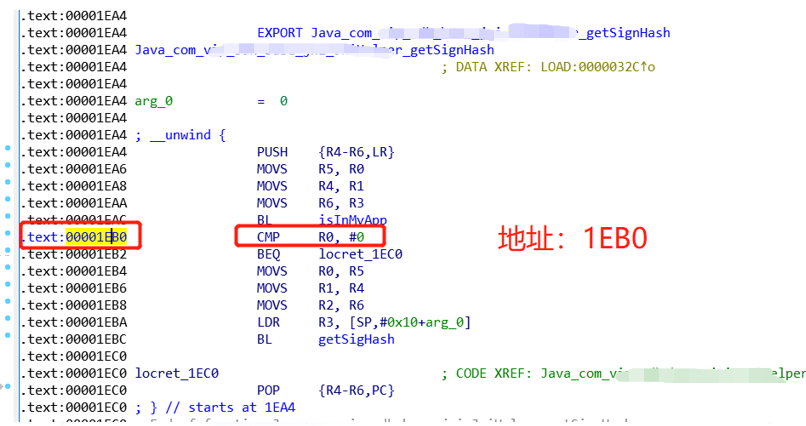 .text:00001EA4
.text:00001EA4 EXPORT Java_com_ _getSignHash
.text:00001EA4 Java_com_vi _getSignHash
.text:00001EA4 ; DATA XREF: LOAD:0000032C↑o
.text:00001EA4
.text:00001EA4 arg_0 = 0
.text:00001EA4
.text:00001EA4 ; __unwind {
.text:00001EA4 PUSH {R4-R6,LR}
.text:00001EA6 MOVS R5, R0
.text:00001EA8 MOVS R4, R1
.text:00001EAA MOVS R6, R3
.text:00001EAC BL isInMyApp
.text:00001EB0 CMP R0, #0
地址：1EB0
.text:00001EB2 BEQ locret_1EC0
.text:00001EB4 MOVS R0, R5
.text:00001EB6 MOVS R1, R4
.text:00001EB8 MOVS R2, R6
.text:00001EBA LDR R3, [SP,#0x10+arg_0]
.text:00001EBC BL getSigHash
.text:00001EC0
.text:00001EC0 locret_1EC0 ; CODE XREF: Java_com_vi elper
.text:00001EC0 POP {R4-R6,PC}
.text:00001EC0 ; } // starts at 1EA4